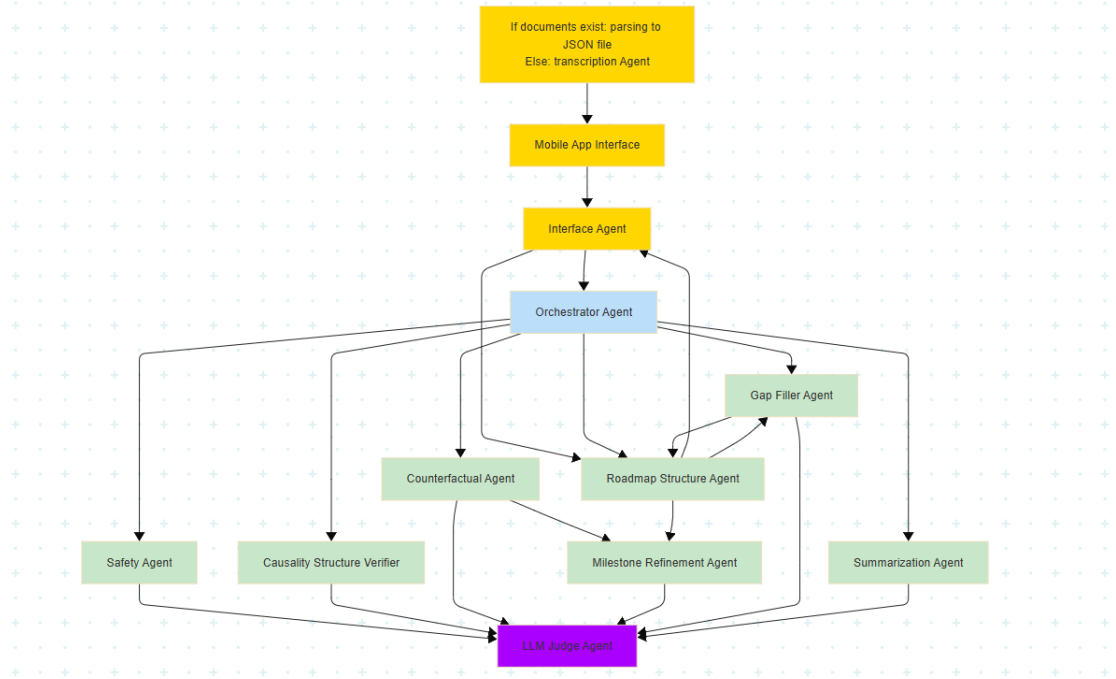 If documents exist: parsing to
JSON file
Else: transcription Agent
Mobile App Interface
Interface Agent
Orchestrator Agent
Gap Filler Agent
Counterfactual Agent
Roadmap Structure Agent
Safety Agent
Causality Structure Verifier
Milestone Refinement Agent
Summarization Agent
LLM Judge Agent